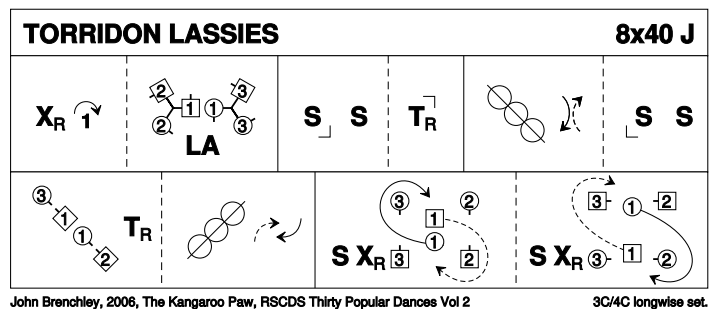 TORRIDON LASSIES 8x40 J
XR 1 2 1 2 1 3 3 LA S S TR S S
3 1 1 2 TR S XR 3 2 1 1 3 2 S XR 3 1 2 3 1 2
John Brenchley, 2006, The Kangaroo Paw, RSCDS Thirty Popular Dances Vol 2 3C/4C longwise set.